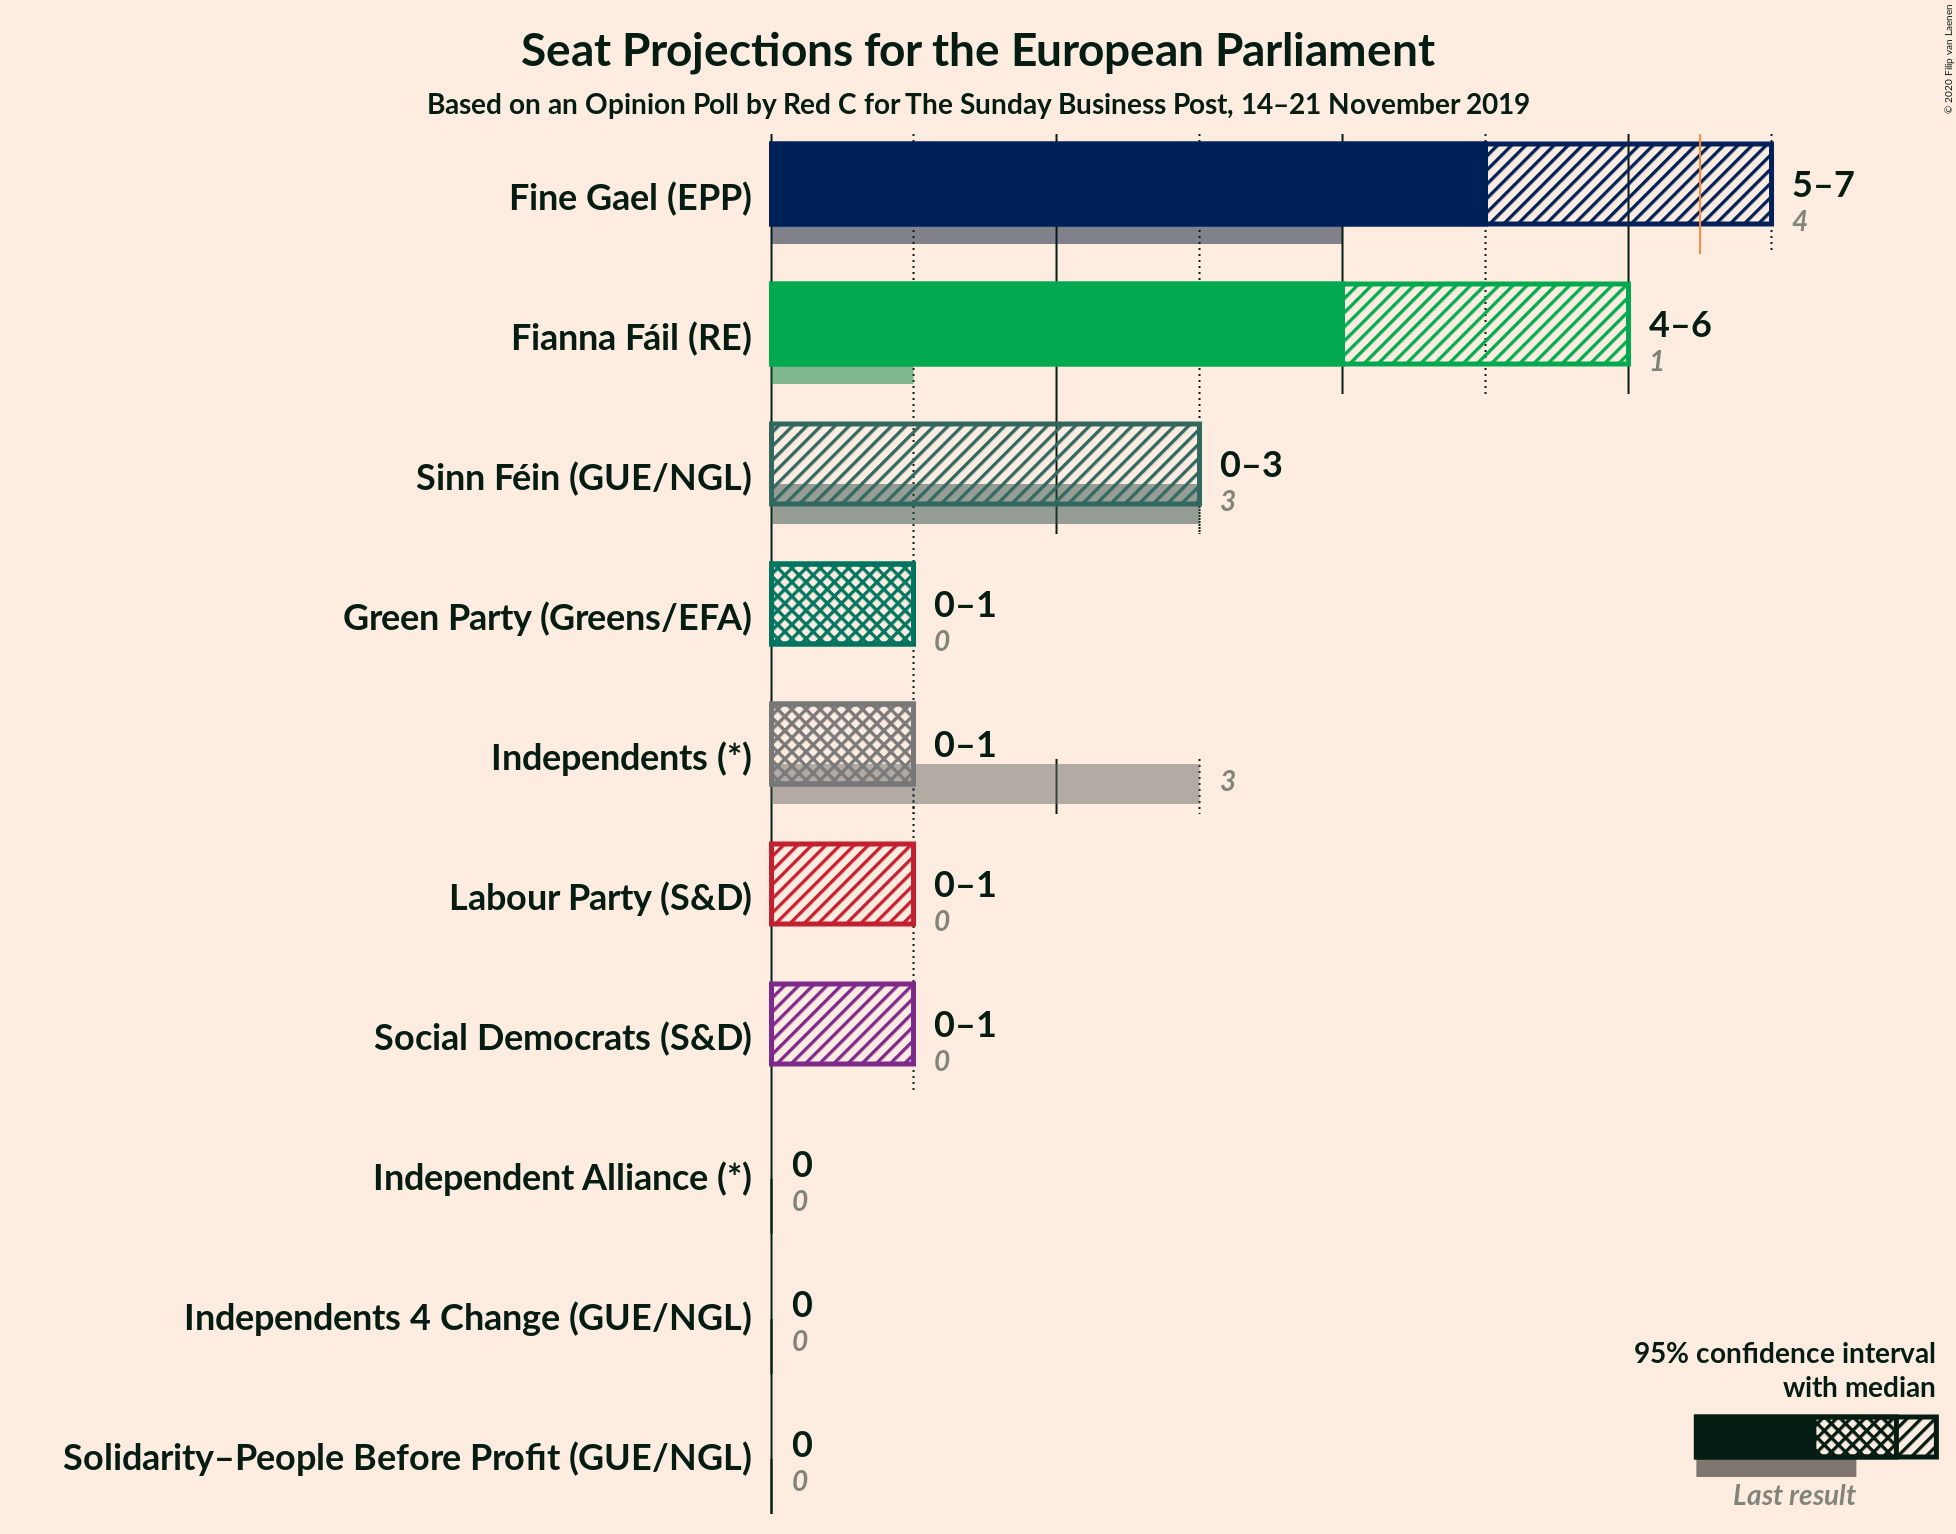 Seat Projections for the European Parliament
Based on an Opinion Poll by Red C for The Sunday Business Post, 14–21 November 2019
© 2020 Filip van Laenen
Fine Gael (EPP)
5–7
4
Fianna Fáil (RE)
4–6
1
Sinn Féin (GUE/NGL)
0–3
3
Green Party (Greens/EFA)
0–1
0
Independents (*)
0–1
3
Labour Party (S&D)
0–1
0
Social Democrats (S&D)
0–1
0
Independent Alliance (*)
0
0
Independents 4 Change (GUE/NGL)
0
0
Solidarity–People Before Profit (GUE/NGL)
0
0
95% confidence interval
with median
Last result